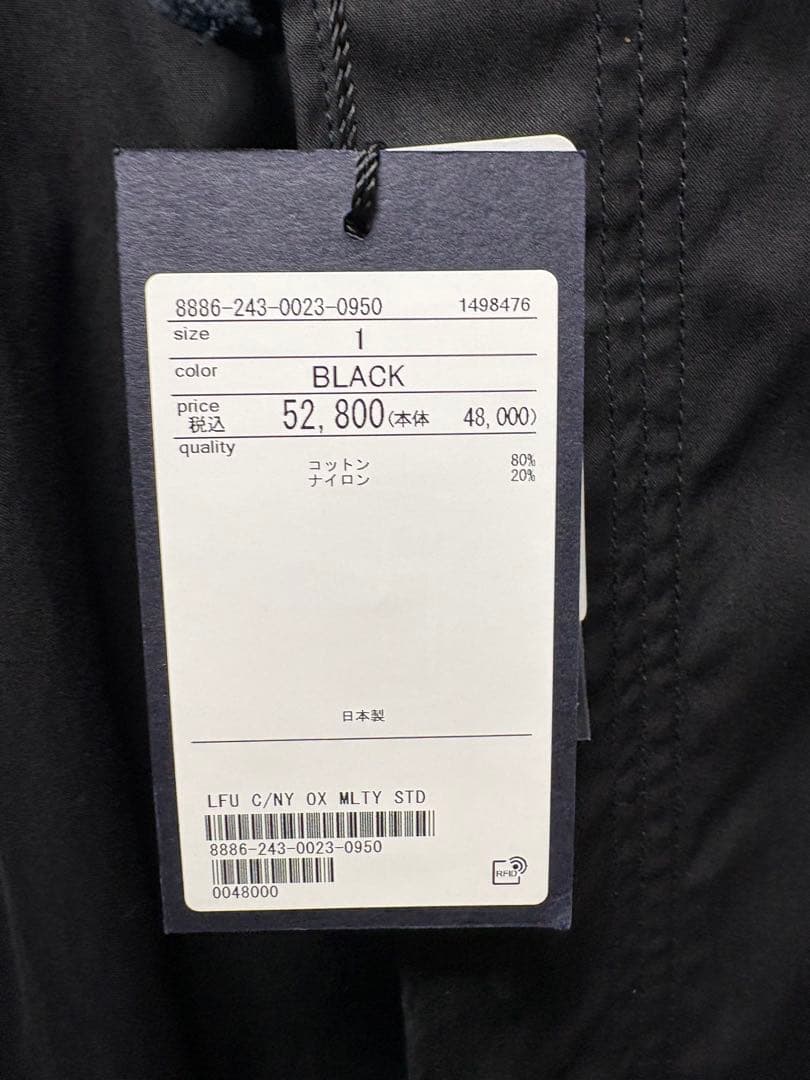 8886-243-0023-0950 1498476
size 1
color BLACK
price
税込 52,800(本体 48,000)
quality
コットン 80%
ナイロン 20%
日本製
LFU C/NY OX MLTY STD
8886-243-0023-0950
0048000
RFID